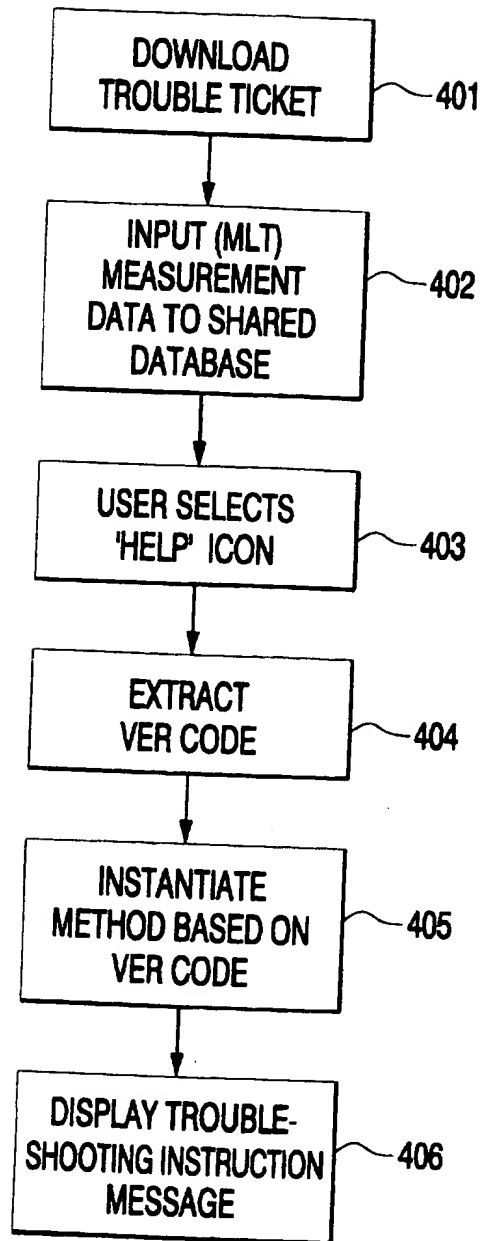 DOWNLOAD
TROUBLE TICKET
401
INPUT (MLT)
MEASUREMENT
DATA TO SHARED
DATABASE
402
USER SELECTS
'HELP' ICON
403
EXTRACT
VER CODE
404
INSTANTIATE
METHOD BASED ON
VER CODE
405
DISPLAY TROUBLE-
SHOOTING INSTRUCTION
MESSAGE
406